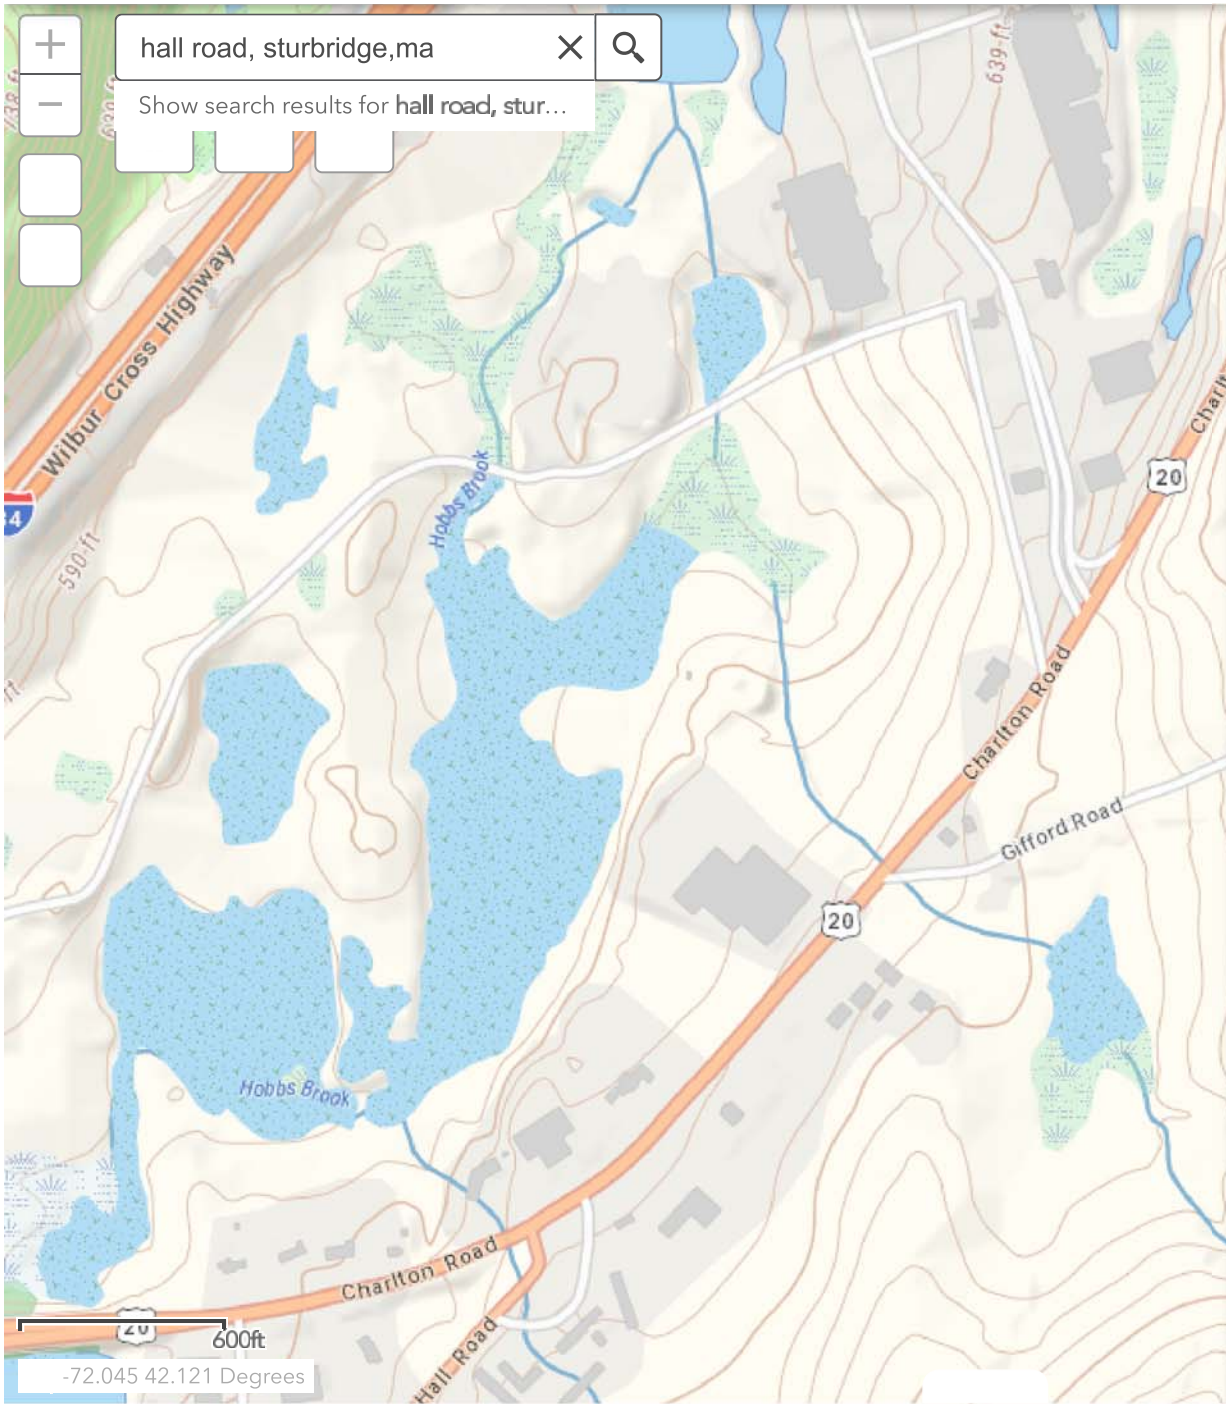 hall road, sturbridge,ma
Show search results for hall road, stur...
639-ft
Wilbur Cross Highway
Charlt
20
Hobbs Brook
590-ft
Charlton Road
Gifford Road
20
Hobbs Brook
Charlton Road
20
600ft
Hall Road
-72.045 42.121 Degrees